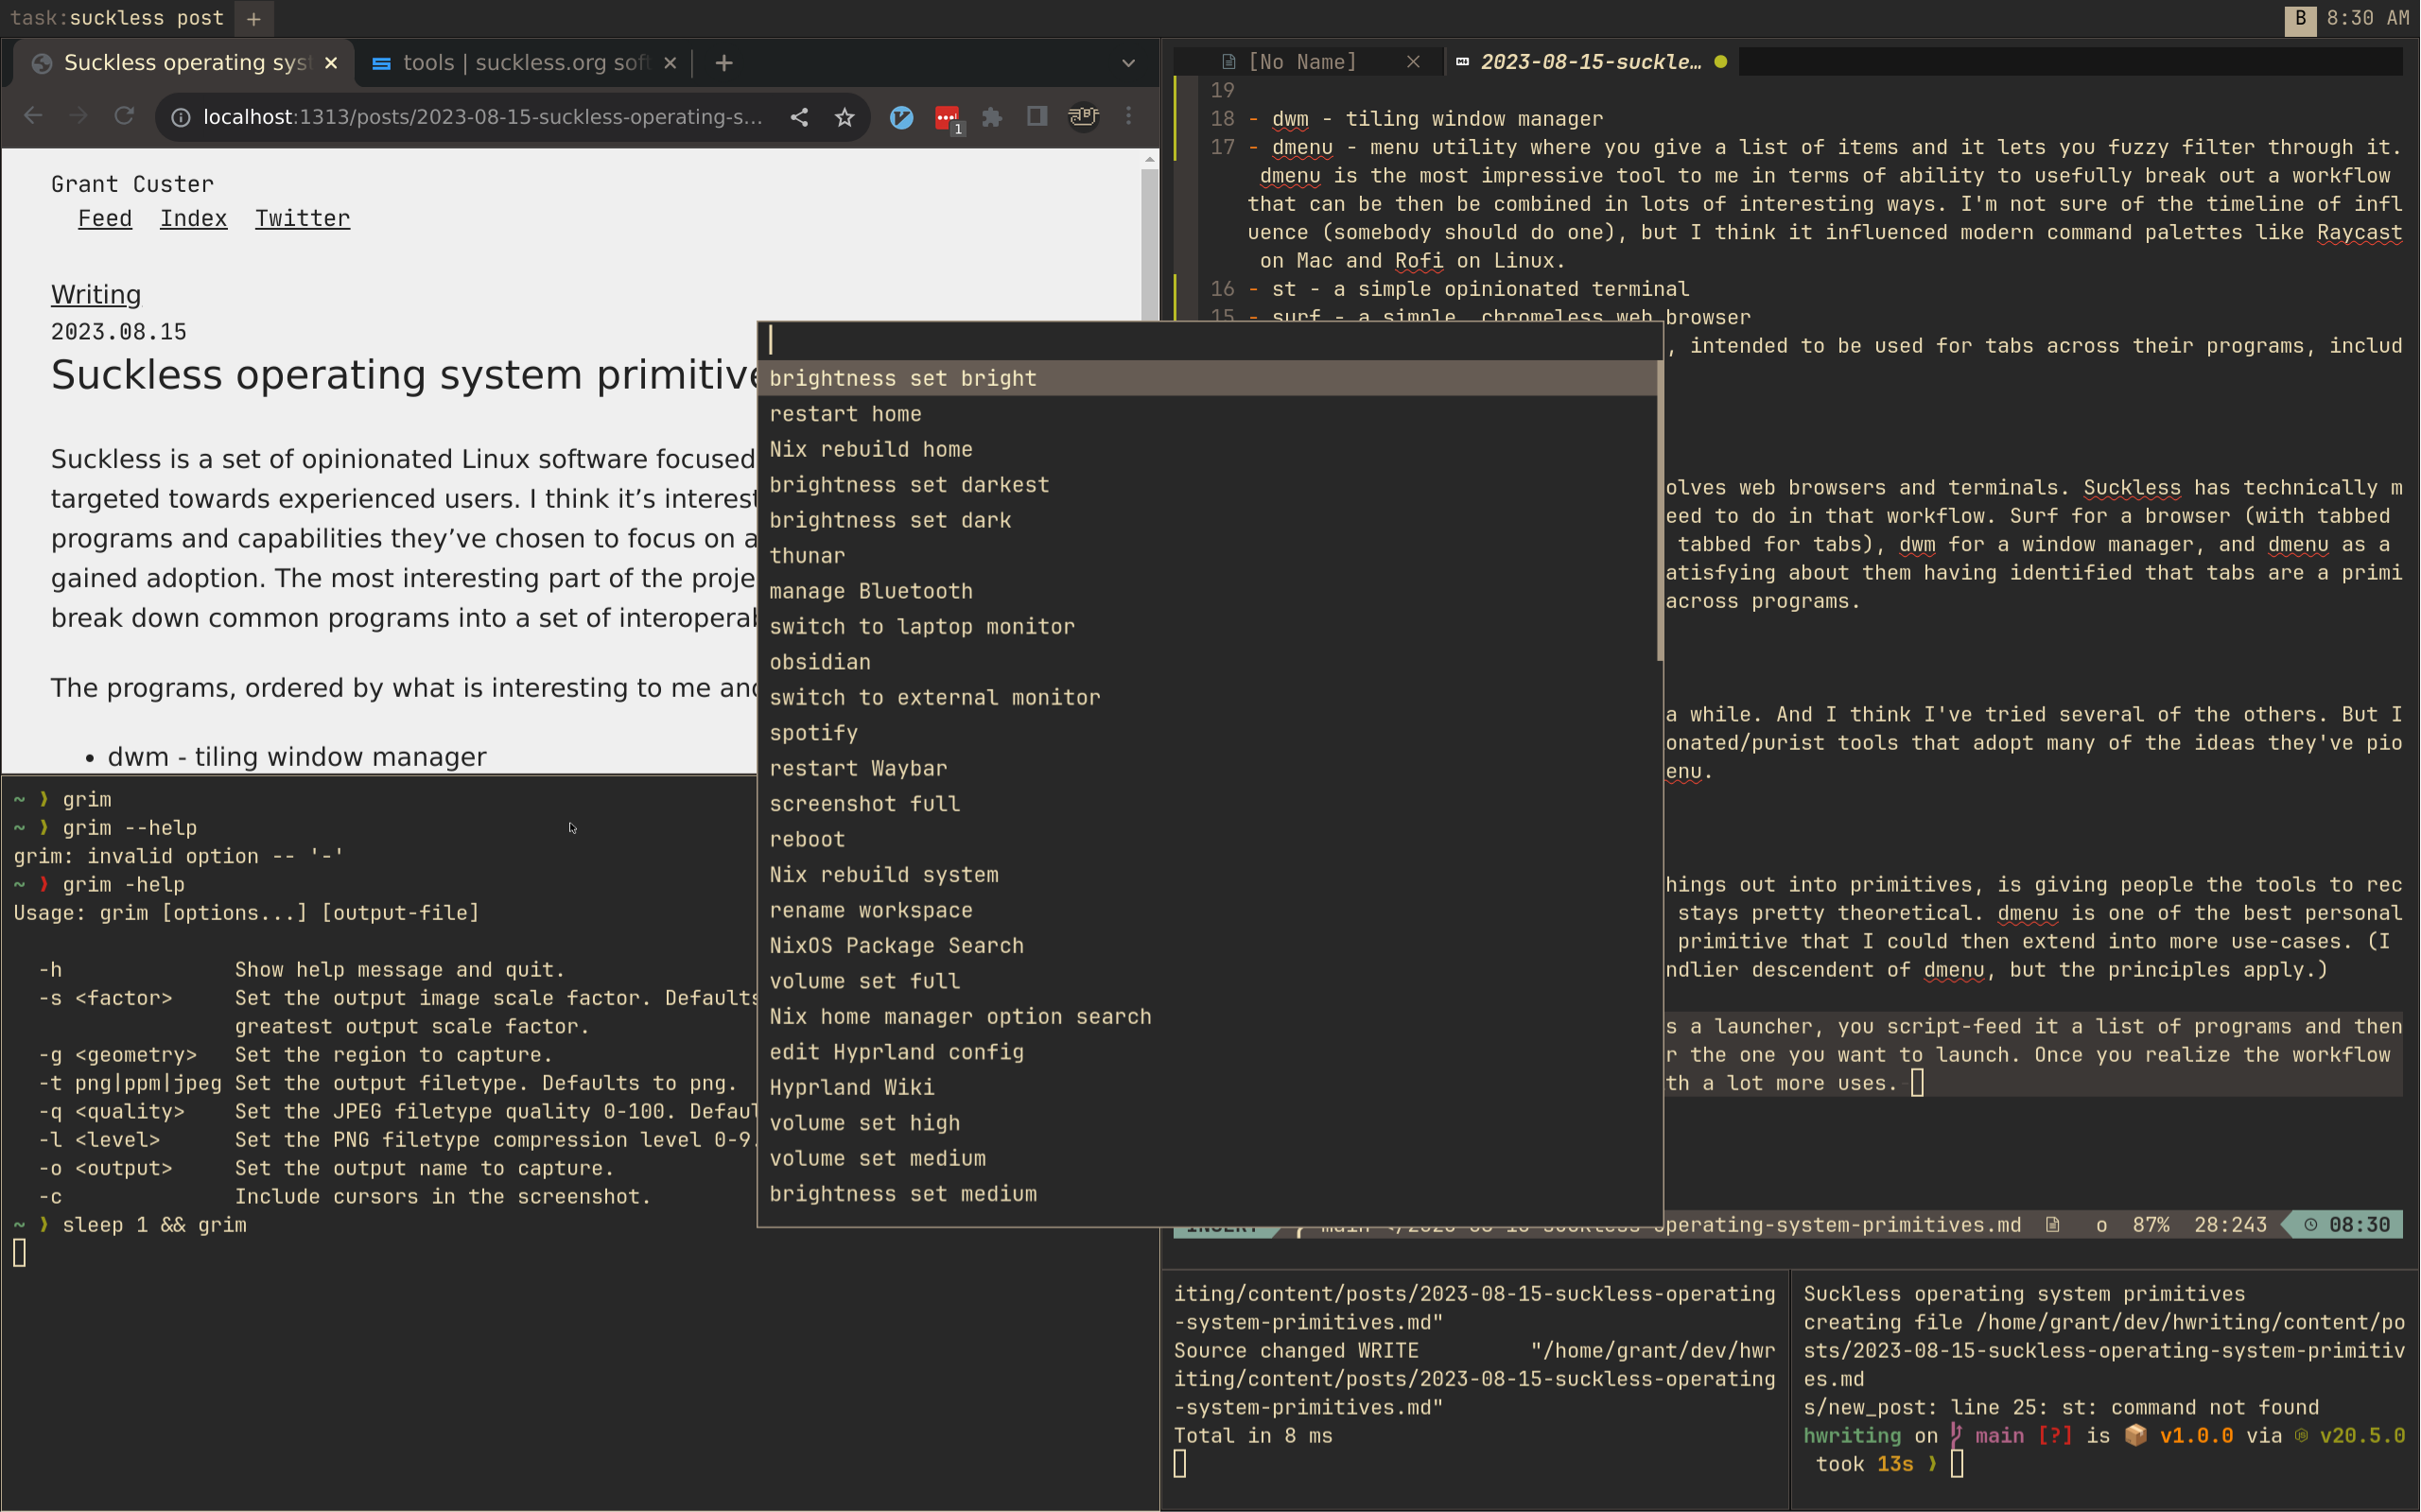 task:suckless post +
B 8:30 AM
Suckless operating sys
tools | suckless.org soft
localhost:1313/posts/2023-08-15-suckless-operating-s...
1
Grant Custer
Feed Index Twitter
Writing
2023.08.15
Suckless operating system primitive
Suckless is a set of opinionated Linux software focused
targeted towards experienced users. I think it’s interest
programs and capabilities they’ve chosen to focus on a
gained adoption. The most interesting part of the proje
break down common programs into a set of interoperab
The programs, ordered by what is interesting to me and
• dwm - tiling window manager
~ ❯ grim
~ ❯ grim --help
grim: invalid option -- '-'
~ ❯ grim -help
Usage: grim [options...] [output-file]
-h Show help message and quit.
-s <factor> Set the output image scale factor. Defaults
greatest output scale factor.
-g <geometry> Set the region to capture.
-t png|ppm|jpeg Set the output filetype. Defaults to png.
-q <quality> Set the JPEG filetype quality 0-100. Defaul
-l <level> Set the PNG filetype compression level 0-9.
-o <output> Set the output name to capture.
-c Include cursors in the screenshot.
~ ❯ sleep 1 && grim
brightness set bright
restart home
Nix rebuild home
brightness set darkest
brightness set dark
thunar
manage Bluetooth
switch to laptop monitor
obsidian
switch to external monitor
spotify
restart Waybar
screenshot full
reboot
Nix rebuild system
rename workspace
NixOS Package Search
volume set full
Nix home manager option search
edit Hyprland config
Hyprland Wiki
volume set high
volume set medium
brightness set medium
[No Name]
2023-08-15-suckle…
19
18 - dwm - tiling window manager
17 - dmenu - menu utility where you give a list of items and it lets you fuzzy filter through it.
dmenu is the most impressive tool to me in terms of ability to usefully break out a workflow
that can be then be combined in lots of interesting ways. I'm not sure of the timeline of infl
uence (somebody should do one), but I think it influenced modern command palettes like Raycast
on Mac and Rofi on Linux.
16 - st - a simple opinionated terminal
15 - surf - a simple, chromeless web browser
, intended to be used for tabs across their programs, includ
olves web browsers and terminals. Suckless has technically m
eed to do in that workflow. Surf for a browser (with tabbed
tabbed for tabs), dwm for a window manager, and dmenu as a
atisfying about them having identified that tabs are a primi
across programs.
a while. And I think I've tried several of the others. But I
onated/purist tools that adopt many of the ideas they've pio
enu.
hings out into primitives, is giving people the tools to rec
stays pretty theoretical. dmenu is one of the best personal
primitive that I could then extend into more use-cases. (I
ndlier descendent of dmenu, but the principles apply.)
s a launcher, you script-feed it a list of programs and then
r the one you want to launch. Once you realize the workflow
th a lot more uses.
INSERT main 2023-08-15-suckless-operating-system-primitives.md o 87% 28:243 08:30
iting/content/posts/2023-08-15-suckless-operating
-system-primitives.md"
Source changed WRITE "/home/grant/dev/hwr
iting/content/posts/2023-08-15-suckless-operating
-system-primitives.md"
Total in 8 ms
Suckless operating system primitives
creating file /home/grant/dev/hwriting/content/po
sts/2023-08-15-suckless-operating-system-primitiv
es.md
s/new_post: line 25: st: command not found
hwriting on main [?] is 📦 v1.0.0 via v20.5.0
took 13s ❯